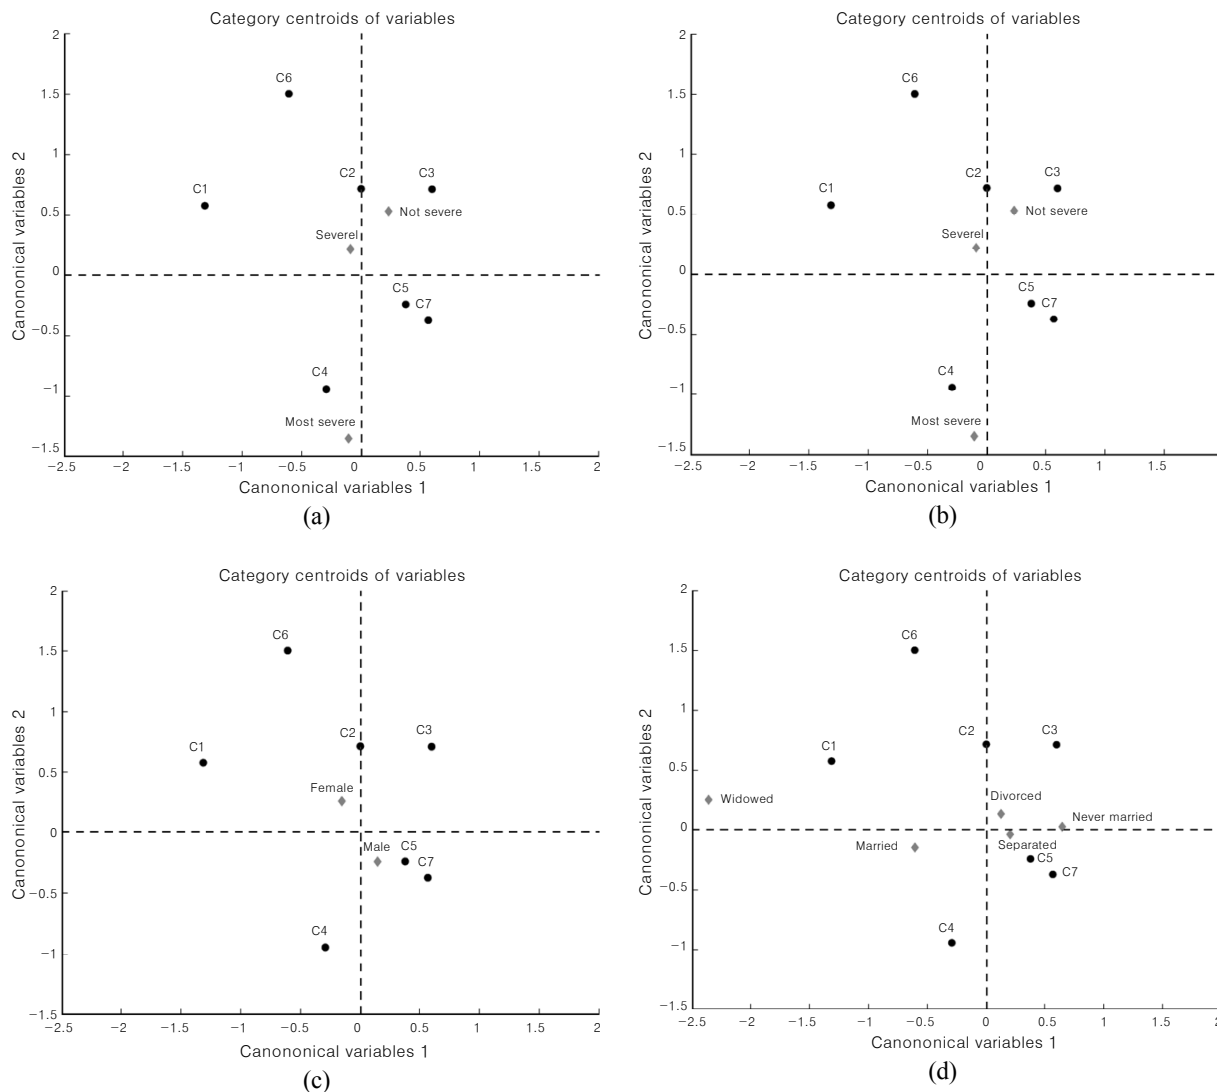 Category centroids of variables
2
1.5
1
0.5
0
−0.5
−1
−1.5
Canononical variables 2
C6
C1
C2
C3
Not severe
Severel
C5
C7
C4
Most severe
−2.5 −2 −1.5 −1 −0.5 0 0.5 1 1.5 2
Canononical variables 1
(a)
Category centroids of variables
2
1.5
1
0.5
0
−0.5
−1
−1.5
Canononical variables 2
C6
C1
C2
C3
Not severe
Severel
C5
C7
C4
Most severe
−2.5 −2 −1.5 −1 −0.5 0 0.5 1 1.5
Canononical variables 1
(b)
Category centroids of variables
2
1.5
1
0.5
0
−0.5
−1
−1.5
Canononical variables 2
C6
C2
C3
C1
Female
Male
C5
C7
C4
−2.5 −2 −1.5 −1 −0.5 0 0.5 1 1.5 2
Canononical variables 1
(c)
Category centroids of variables
2
1.5
1
0.5
0
−0.5
−1
−1.5
Canononical variables 2
C6
C2
C3
C1
Widowed
Divorced
Never married
Married
Separated
C5
C7
C4
−2.5 −2 −1.5 −1 −0.5 0 0.5 1 1.5 2
Canononical variables 1
(d)